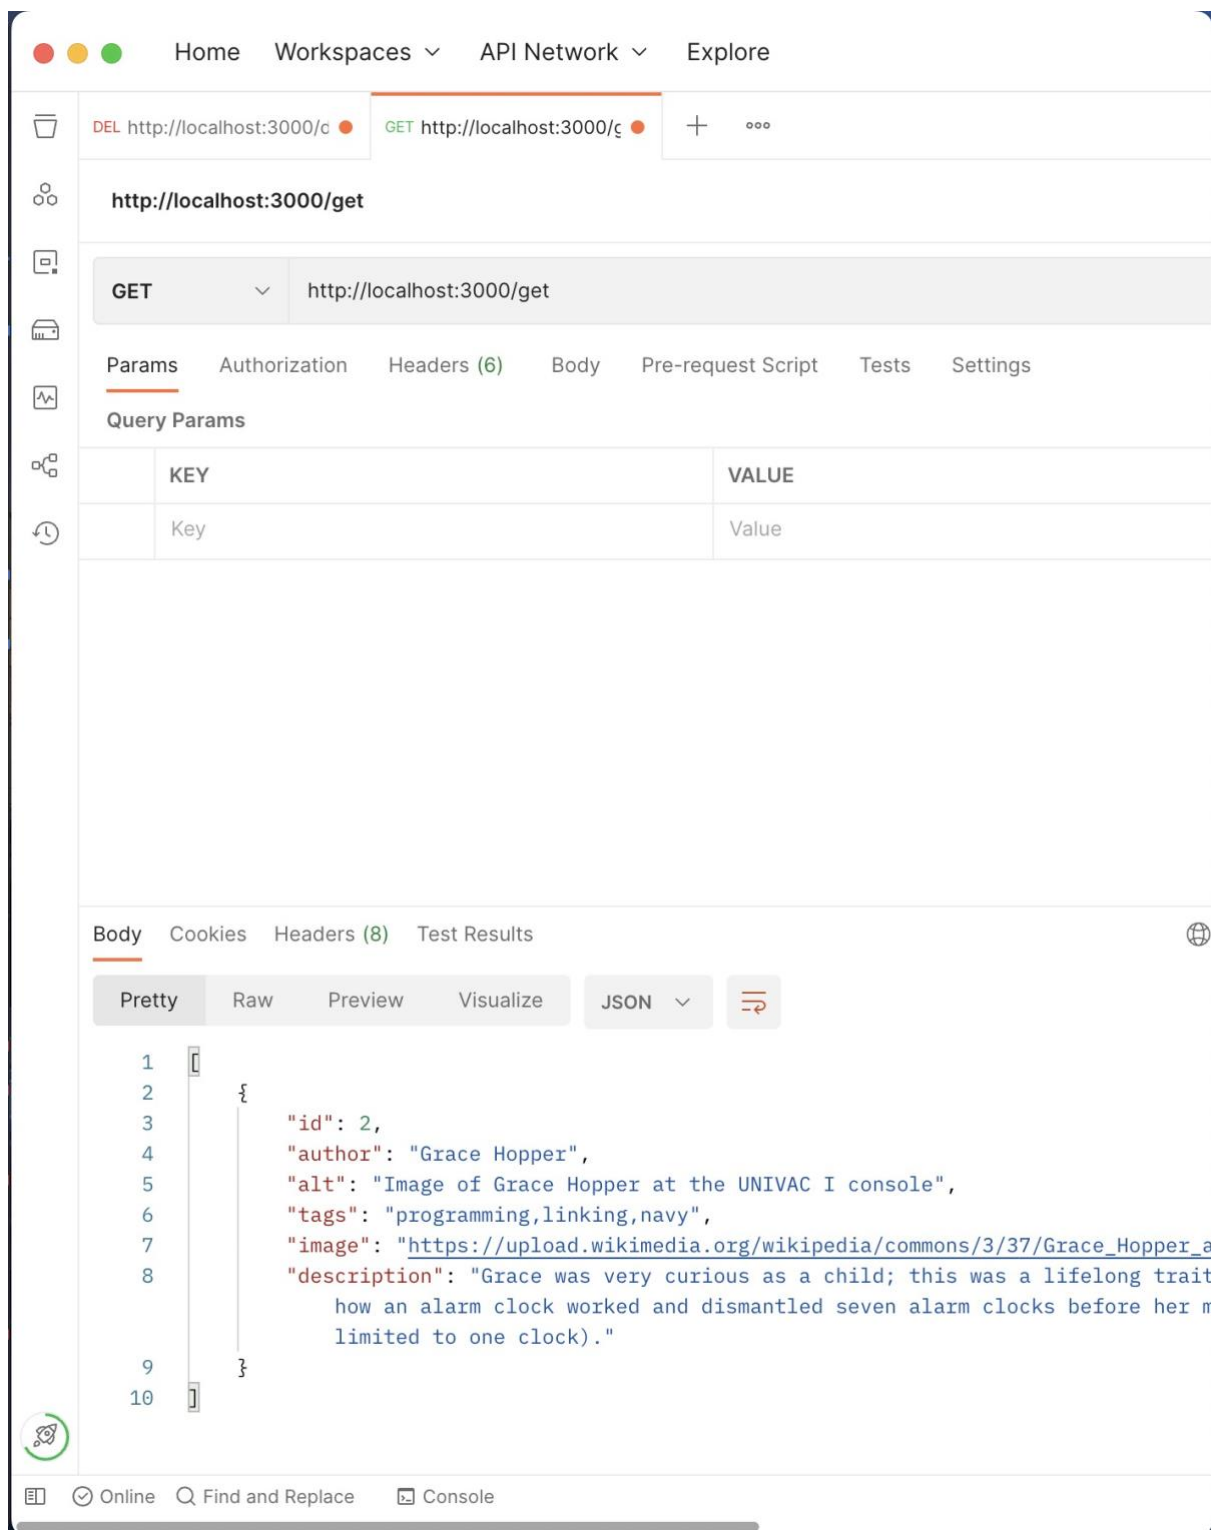 Home Workspaces API Network Explore
DEL http://localhost:3000/d GET http://localhost:3000/g
http://localhost:3000/get
GET http://localhost:3000/get
Params Authorization Headers (6) Body Pre-request Script Tests Settings
Query Params
KEY VALUE
Key Value
Body Cookies Headers (8) Test Results
Pretty Raw Preview Visualize JSON
1 [
2 {
3 "id": 2,
4 "author": "Grace Hopper",
5 "alt": "Image of Grace Hopper at the UNIVAC I console",
6 "tags": "programming,linking,navy",
7 "image": "https://upload.wikimedia.org/wikipedia/commons/3/37/Grace_Hopper_a
8 "description": "Grace was very curious as a child; this was a lifelong trait
how an alarm clock worked and dismantled seven alarm clocks before her m
limited to one clock)."
9 }
10 ]
Online Find and Replace Console